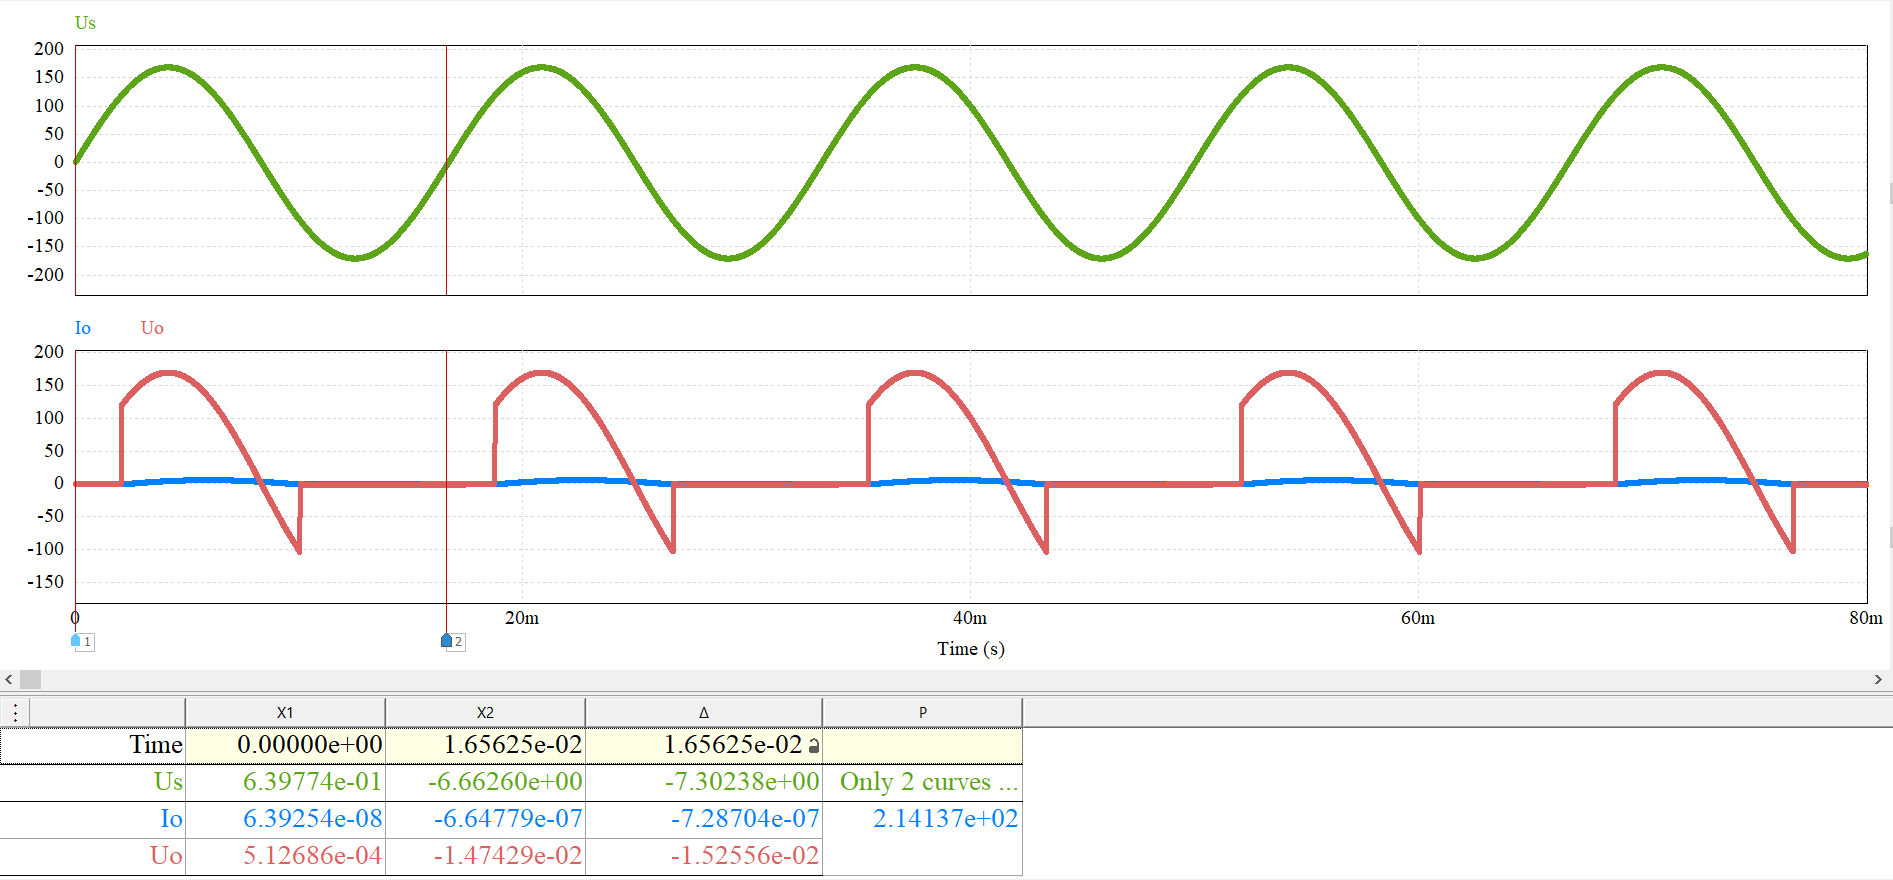 Us
200
150
100
50
0
-50
-100
-150
-200
Io Uo
200
150
100
50
0
-50
-100
-150
0 20m 40m 60m 80m
1 2
Time (s)
X1 X2 Δ P
Time 0.00000e+00 1.65625e-02 1.65625e-02
Us 6.39774e-01 -6.66260e+00 -7.30238e+00 Only 2 curves ...
Io 6.39254e-08 -6.64779e-07 -7.28704e-07 2.14137e+02
Uo 5.12686e-04 -1.47429e-02 -1.52556e-02